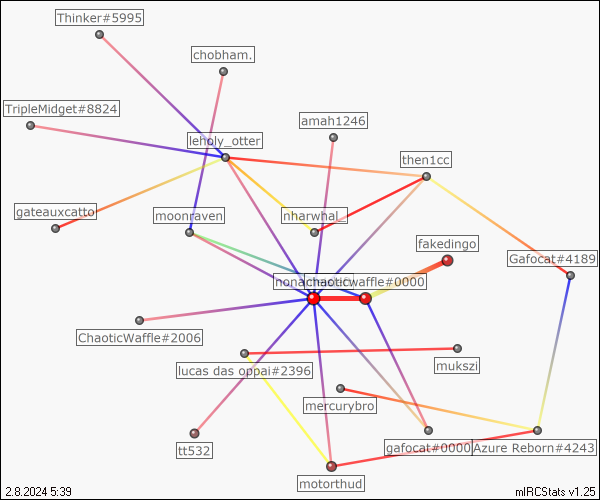 Thinker#5995
chobham.
TripleMidget#8824
amah1246
leholy_otter
then1cc
gateauxcatto
moonraven
nharwhal_
fakedingo
Gafocat#4189
chaoticwaffle#0000
ChaoticWaffle#2006
lucas das oppai#2396
mukszi
mercurybro
tt532
gafocat#0000
Azure Reborn#4243
motorthud
2.8.2024 5:39
mIRCStats v1.25